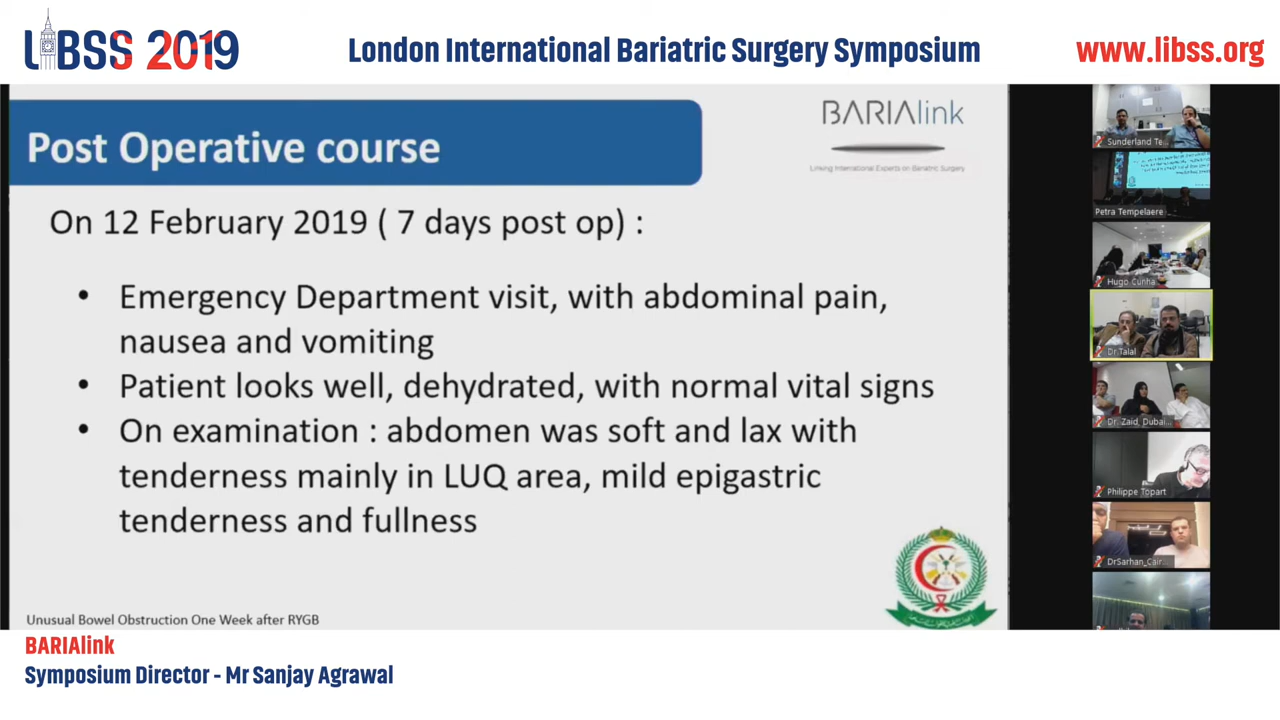 LIBSS 2019
London International Bariatric Surgery Symposium
www.libss.org
BARIAlink
Linking International Experts on Bariatric Surgery
Post Operative course
On 12 February 2019 ( 7 days post op) :
• Emergency Department visit, with abdominal pain,
nausea and vomiting
• Patient looks well, dehydrated, with normal vital signs
• On examination : abdomen was soft and lax with
tenderness mainly in LUQ area, mild epigastric
tenderness and fullness
Unusual Bowel Obstruction One Week after RYGB
Sunderland Te...
Petra Tempelaere
Hugo Cunha
Dr Talal
Dr. Zaid, Dubai...
Philippe Topart
DrSarhan_Cair...
BARIAlink
Symposium Director - Mr Sanjay Agrawal